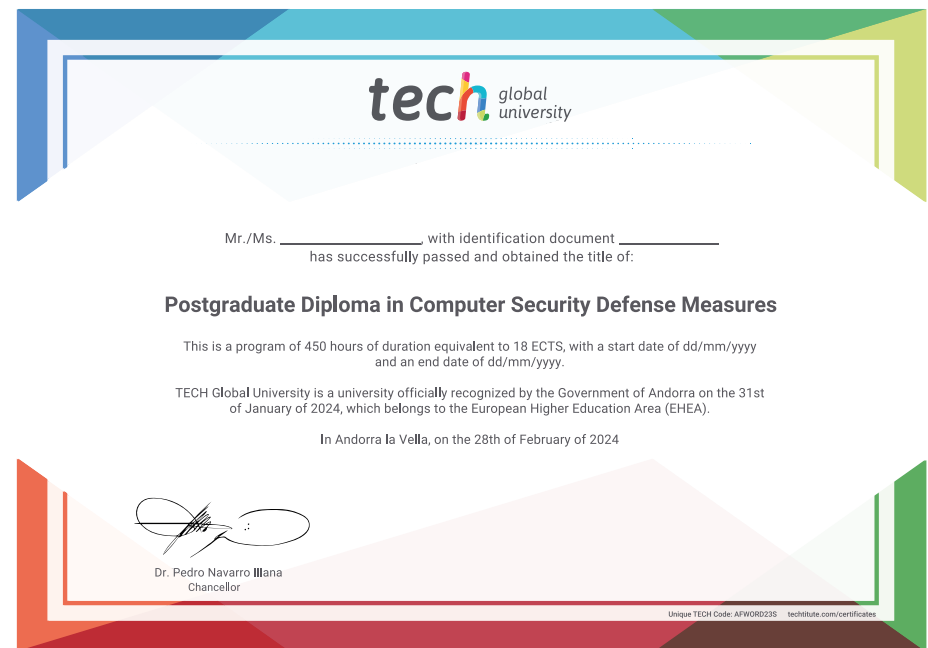 tech global university
Mr./Ms. ____________, with identification document ____________
has successfully passed and obtained the title of:
Postgraduate Diploma in Computer Security Defense Measures
This is a program of 450 hours of duration equivalent to 18 ECTS, with a start date of dd/mm/yyyy
and an end date of dd/mm/yyyy.
TECH Global University is a university officially recognized by the Government of Andorra on the 31st
of January of 2024, which belongs to the European Higher Education Area (EHEA).
In Andorra la Vella, on the 28th of February of 2024
Dr. Pedro Navarro Illana
Chancellor
Unique TECH Code: AFWORD23S techtitute.com/certificates